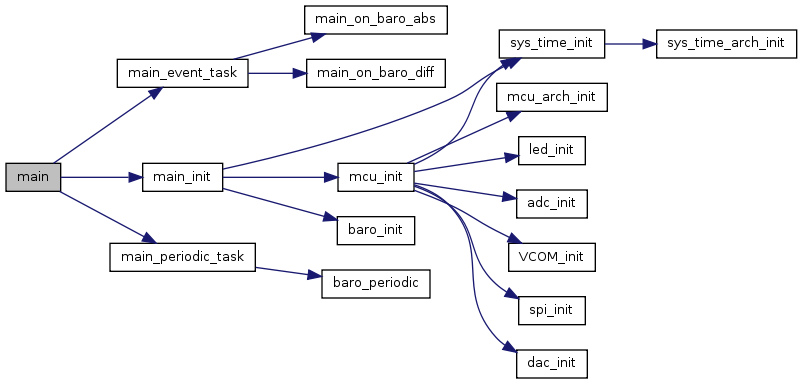 main
main_event_task
main_on_baro_abs
main_on_baro_diff
main_init
sys_time_init
sys_time_arch_init
mcu_init
mcu_arch_init
led_init
adc_init
VCOM_init
spi_init
dac_init
baro_init
main_periodic_task
baro_periodic